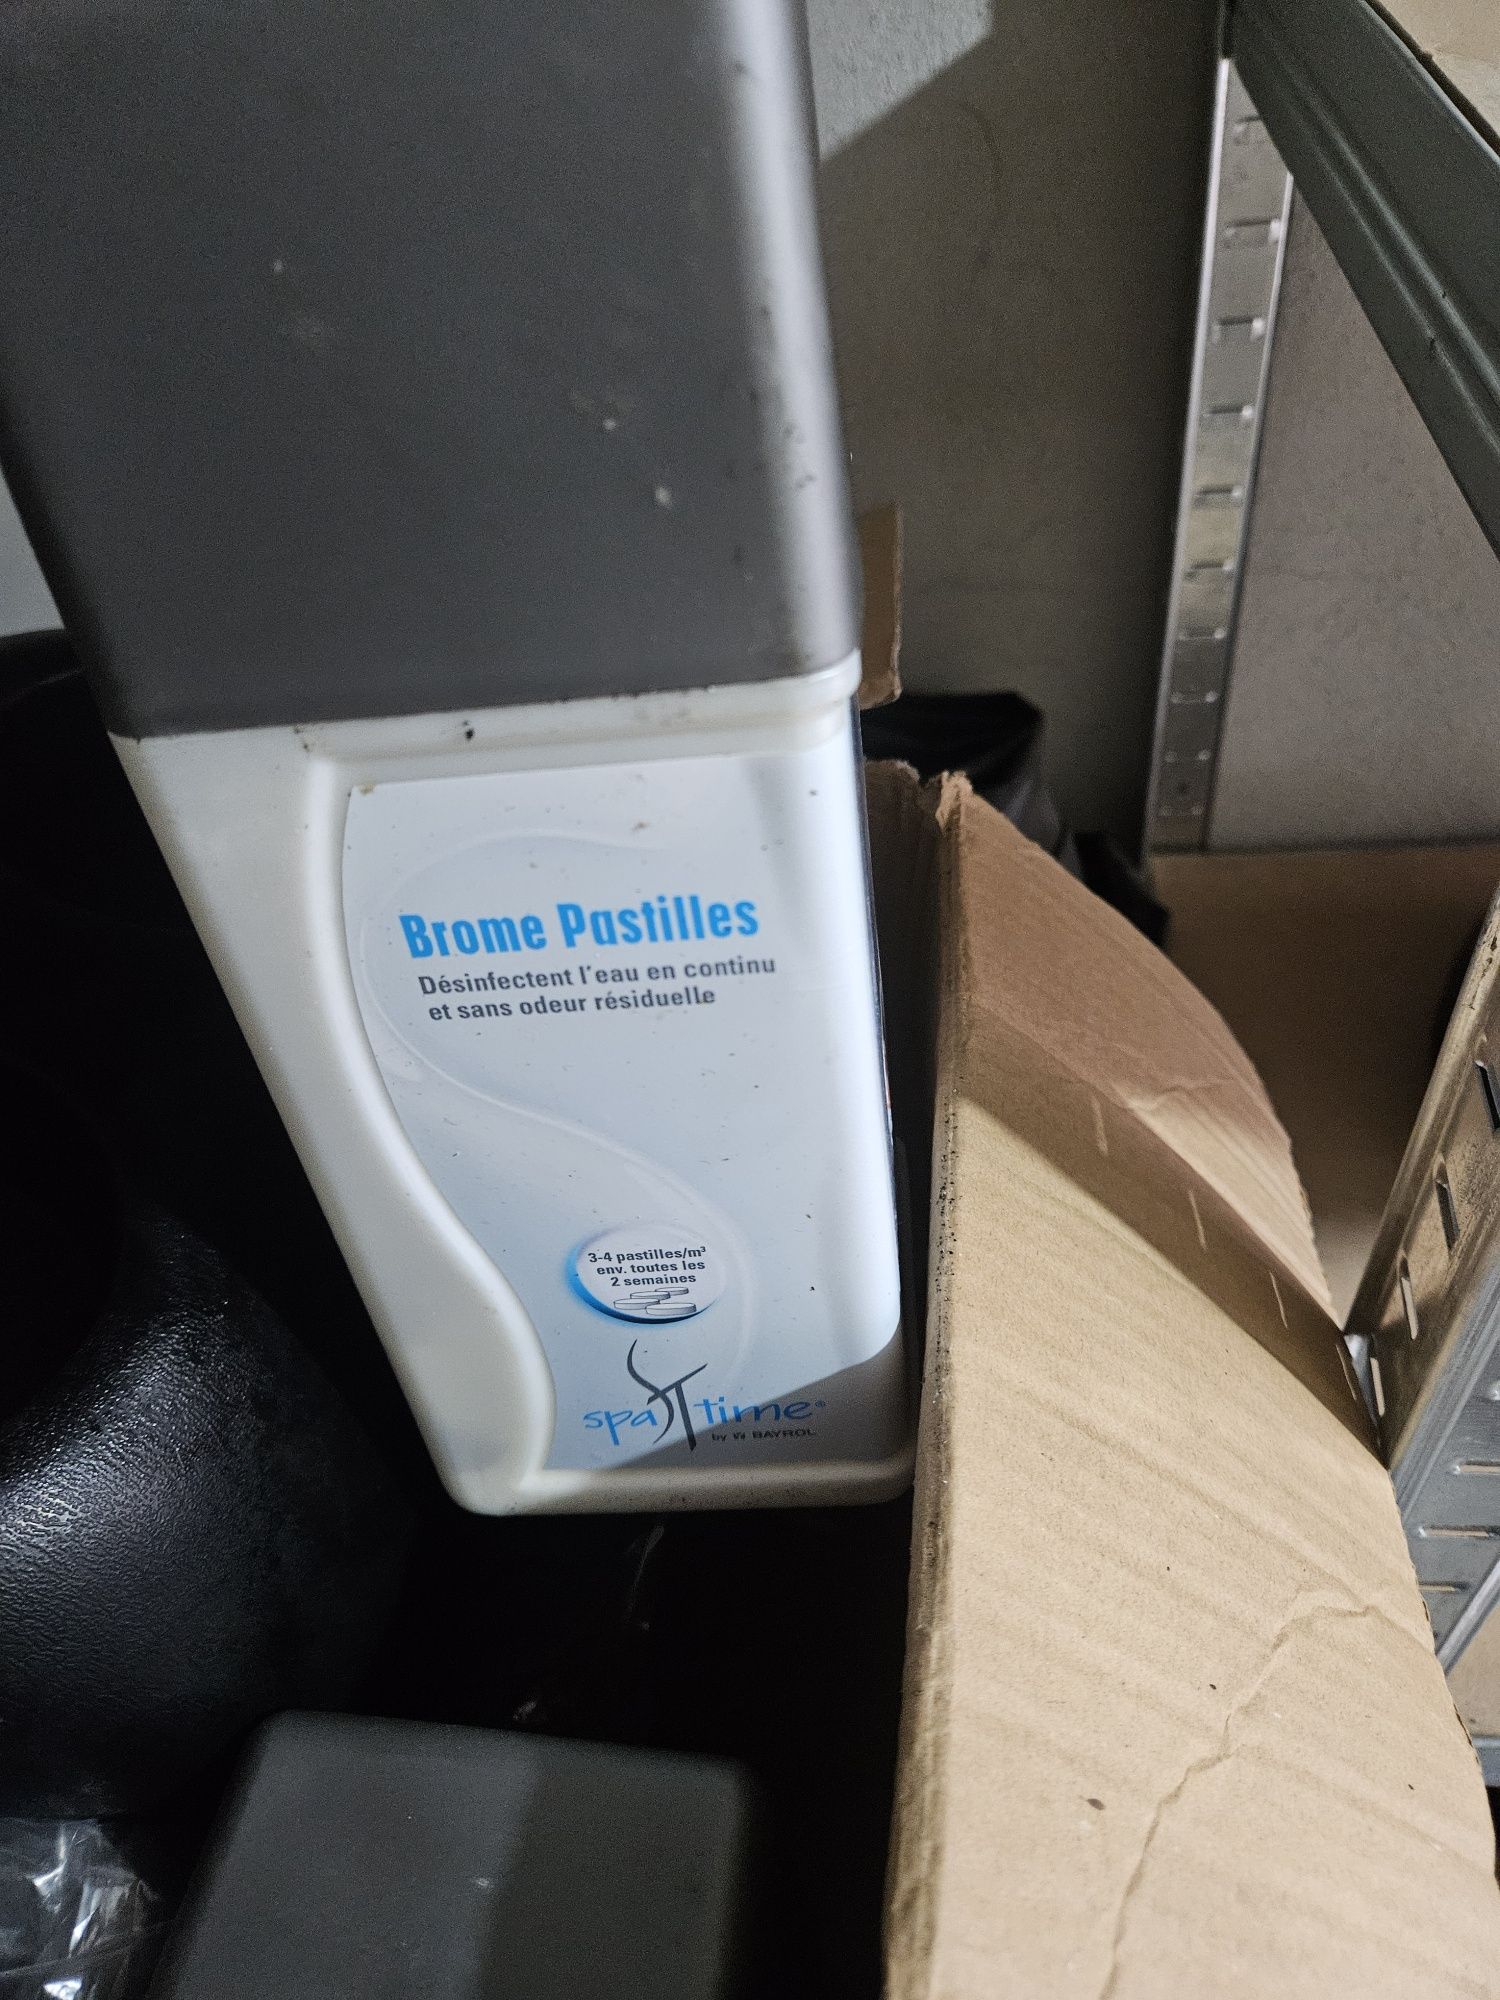 Brome Pastilles
Désinfectent l'eau en continu
et sans odeur résiduelle
3-4 pastilles/m³
env. toutes les
2 semaines
spa time®
by BAYROL